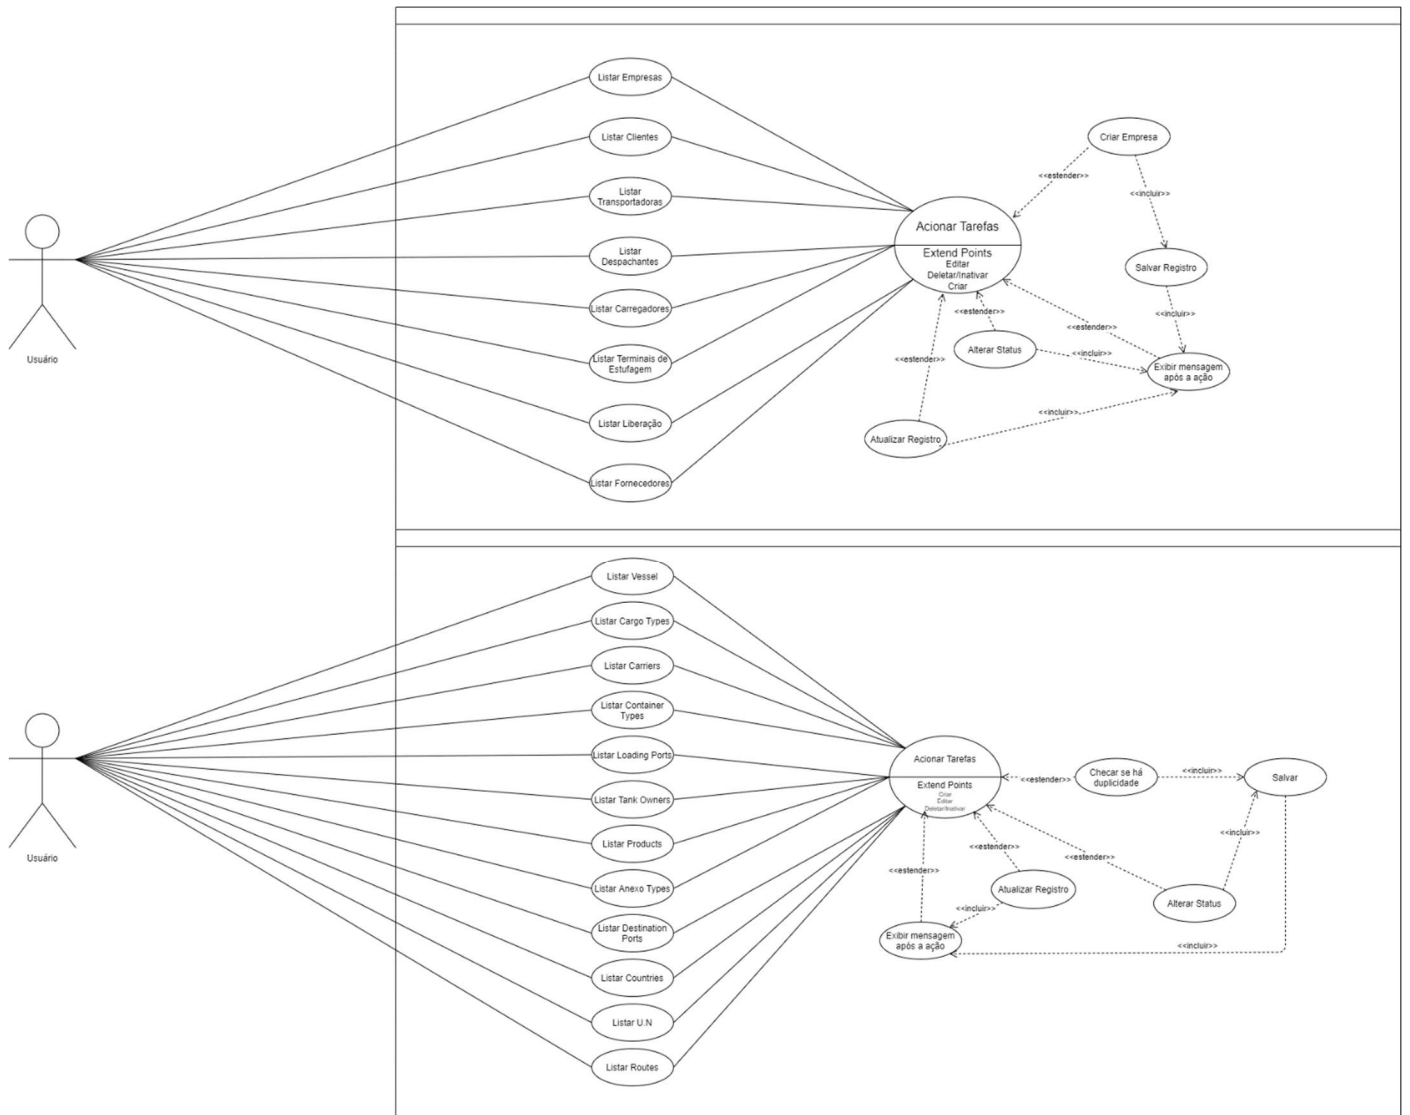 Listar Empresas
Listar Clientes
Criar Empresa
<<estender>>
<<incluir>>
Listar
Transportadoras
Acionar Tarefas
Extend Points
Editar
Deletar/Inativar
Criar
Listar
Despachantes
Salvar Registro
Listar Carregadores
<<estender>>
<<incluir>>
<<estender>>
Usuário
Listar Terminais de
Estufagem
<<estender>>
Alterar Status
<<incluir>>
Exibir mensagem
após a ação
<<incluir>>
Listar Liberação
Atualizar Registro
Listar Fornecedores
Listar Vessel
Listar Cargo Types
Listar Carriers
Listar Container
Types
Listar Loading Ports
Acionar Tarefas
Extend Points
Criar
Editar
Deletar/Inativar
<<estender>>
Checar se há
duplicidade
<<incluir>>
Salvar
Listar Tank Owners
Usuário
Listar Products
<<incluir>>
<<estender>>
<<estender>>
<<estender>>
Listar Anexo Types
Atualizar Registro
Alterar Status
<<incluir>>
Listar Destination
Ports
Exibir mensagem
após a ação
<<incluir>>
Listar Countries
Listar U.N
Listar Routes